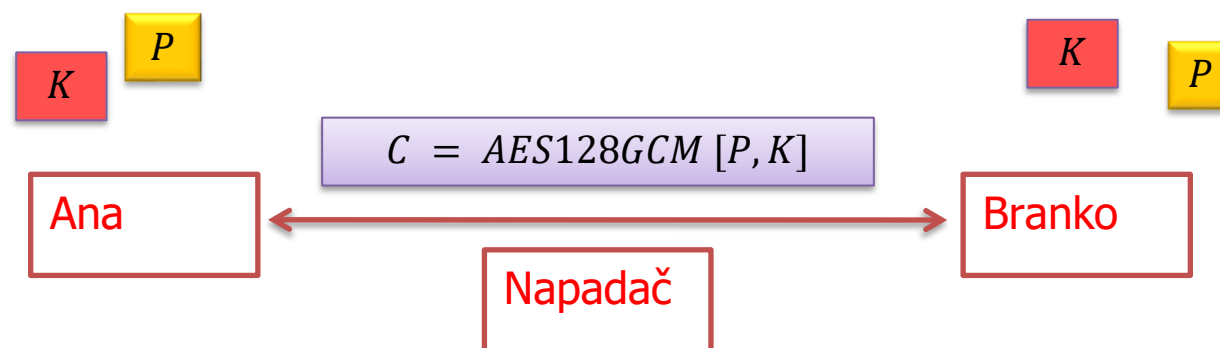 P
K
K
P
C = AES128GCM [P, K]
Ana
Branko
Napadač